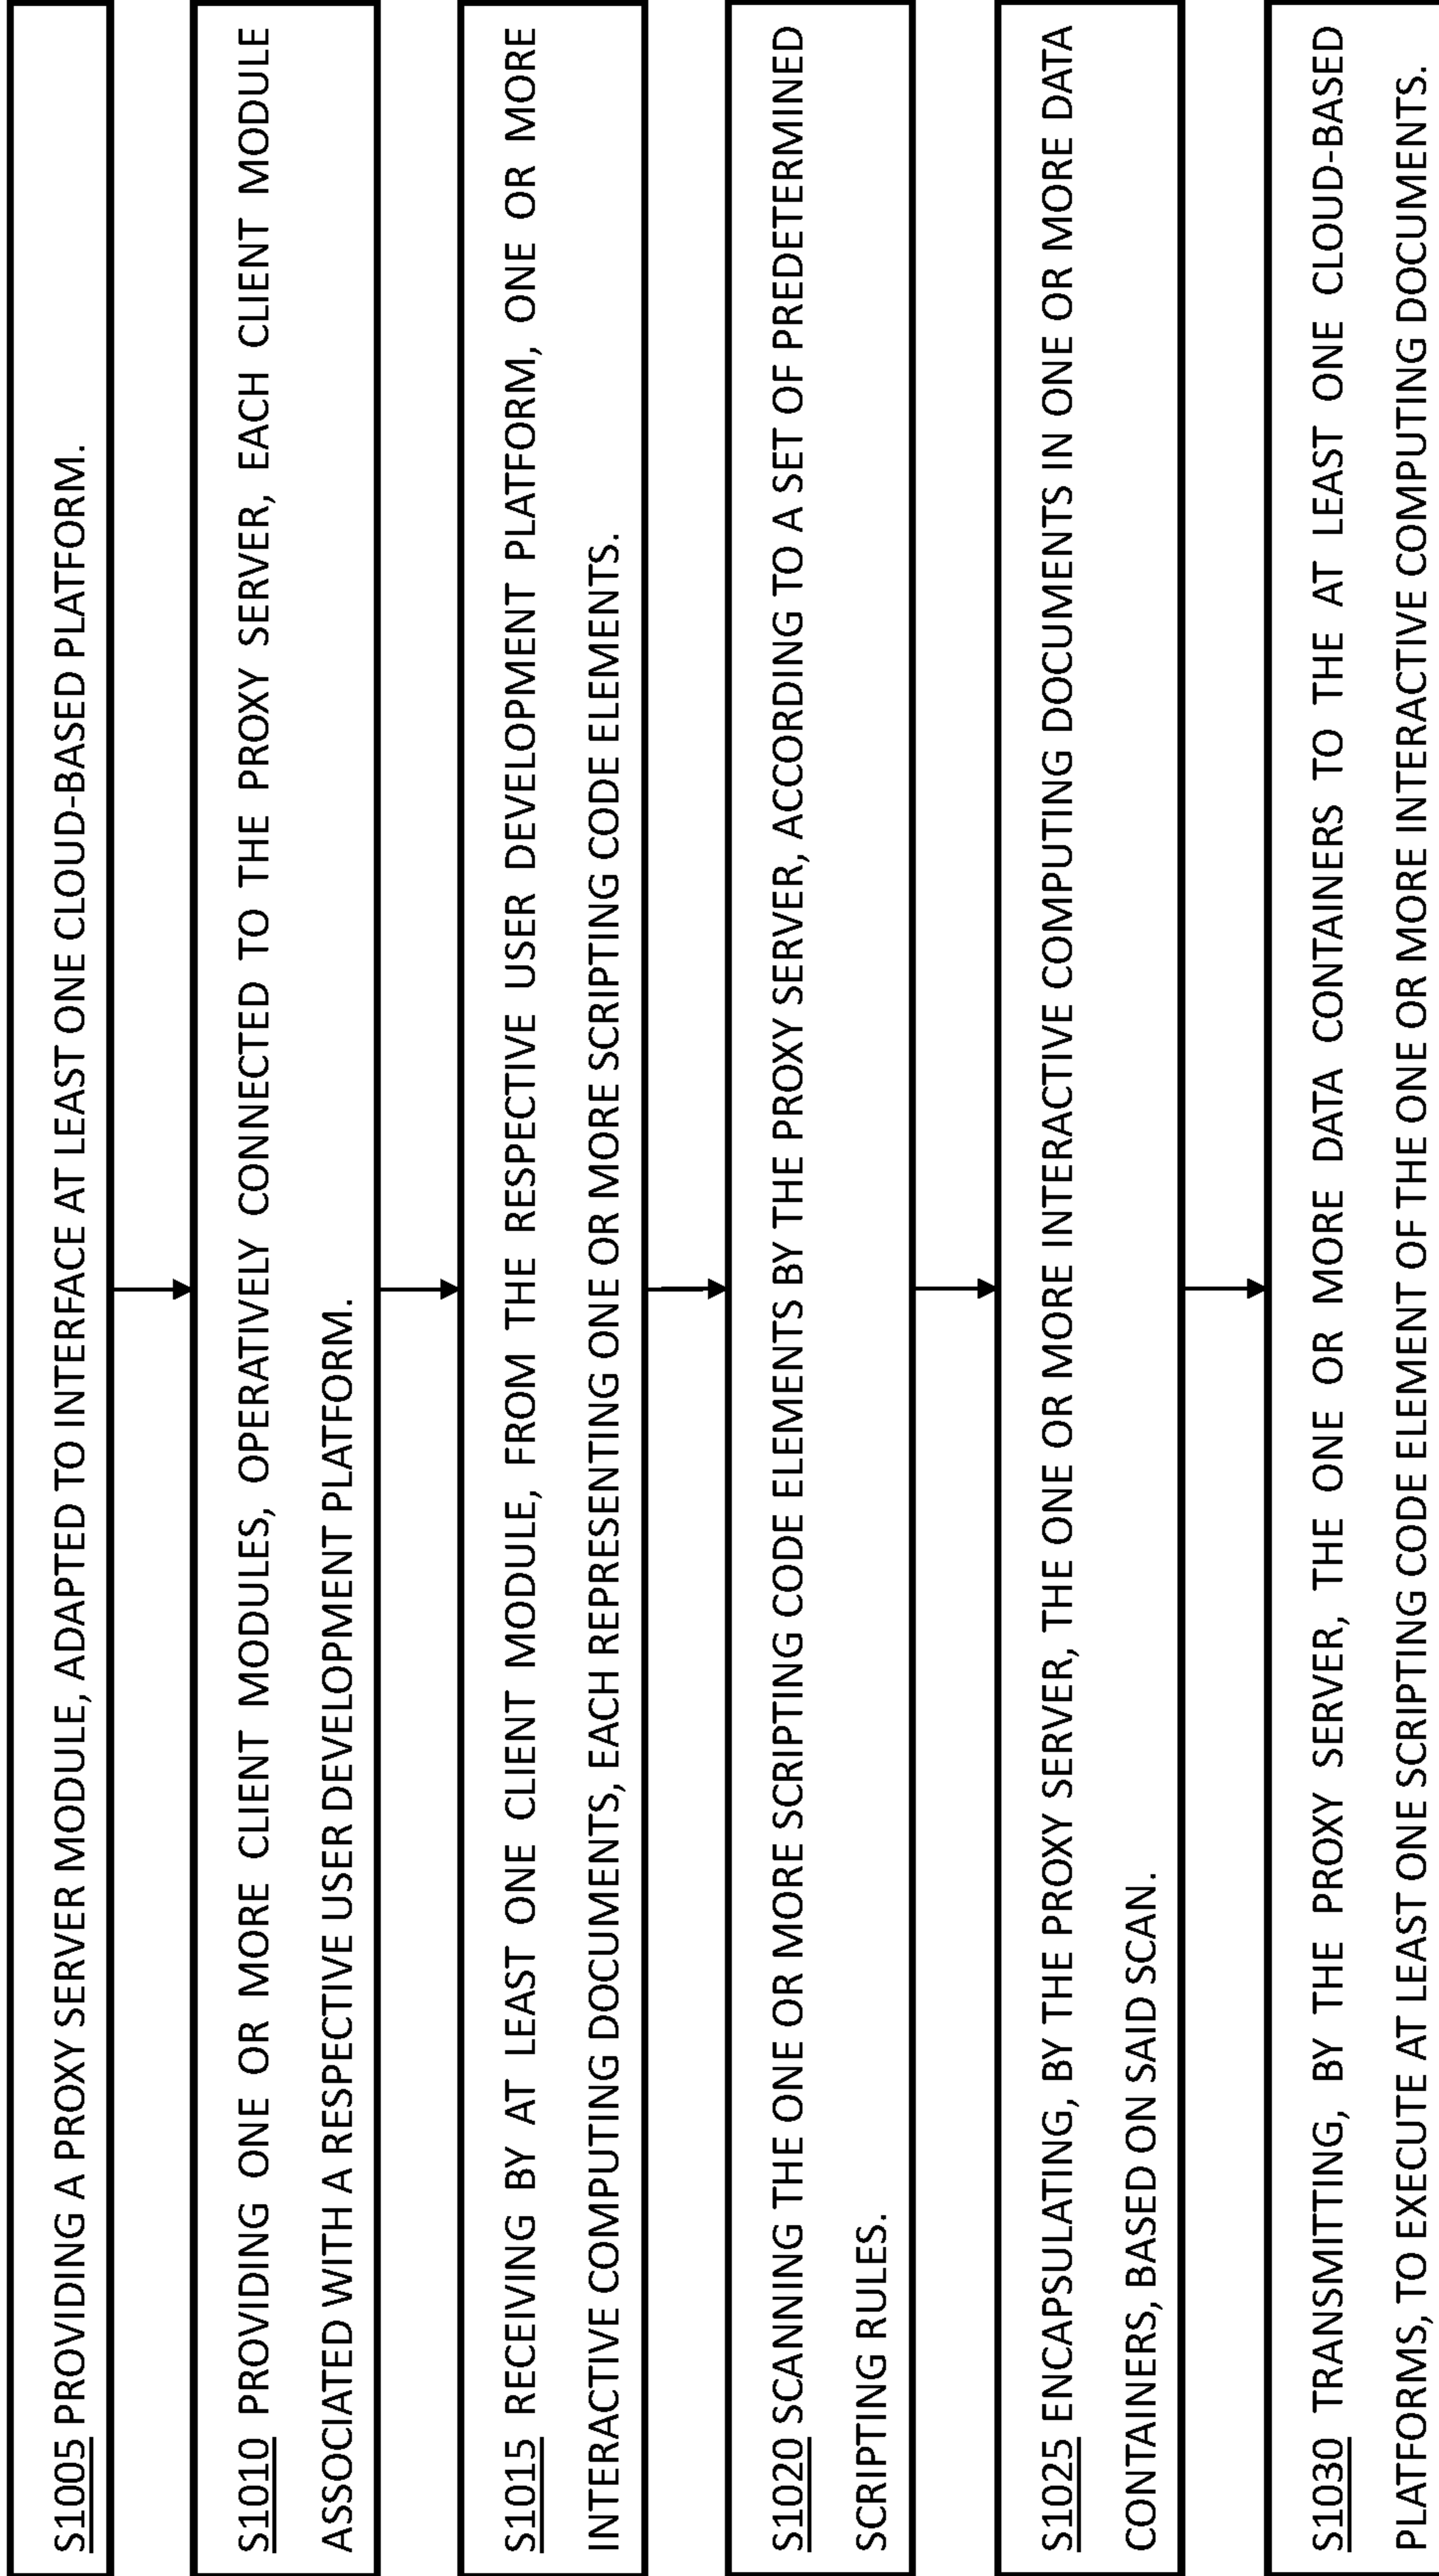 S1005 PROVIDING A PROXY SERVER MODULE, ADAPTED TO INTERFACE AT LEAST ONE CLOUD-BASED PLATFORM.
S1010 PROVIDING ONE OR MORE CLIENT MODULES, OPERATIVELY CONNECTED TO THE PROXY SERVER, EACH CLIENT MODULE
ASSOCIATED WITH A RESPECTIVE USER DEVELOPMENT PLATFORM.
S1015 RECEIVING BY AT LEAST ONE CLIENT MODULE, FROM THE RESPECTIVE USER DEVELOPMENT PLATFORM, ONE OR MORE
INTERACTIVE COMPUTING DOCUMENTS, EACH REPRESENTING ONE OR MORE SCRIPTING CODE ELEMENTS.
S1020 SCANNING THE ONE OR MORE SCRIPTING CODE ELEMENTS BY THE PROXY SERVER, ACCORDING TO A SET OF PREDETERMINED
SCRIPTING RULES.
S1025 ENCAPSULATING, BY THE PROXY SERVER, THE ONE OR MORE INTERACTIVE COMPUTING DOCUMENTS IN ONE OR MORE DATA
CONTAINERS, BASED ON SAID SCAN.
S1030 TRANSMITTING, BY THE PROXY SERVER, THE ONE OR MORE DATA CONTAINERS TO THE AT LEAST ONE CLOUD-BASED
PLATFORMS, TO EXECUTE AT LEAST ONE SCRIPTING CODE ELEMENT OF THE ONE OR MORE INTERACTIVE COMPUTING DOCUMENTS.